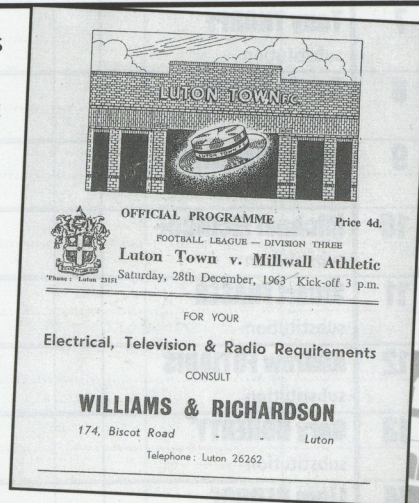 LUTON TOWN F.C.
LUTON TOWN F.C.
OFFICIAL PROGRAMME Price 4d.
FOOTBALL LEAGUE — DIVISION THREE
Luton Town v. Millwall Athletic
'Phone: Luton 23151
Saturday, 28th December, 1963 Kick-off 3 p.m.
FOR YOUR
Electrical, Television & Radio Requirements
CONSULT
WILLIAMS & RICHARDSON
174, Biscot Road - - Luton
Telephone: Luton 26262